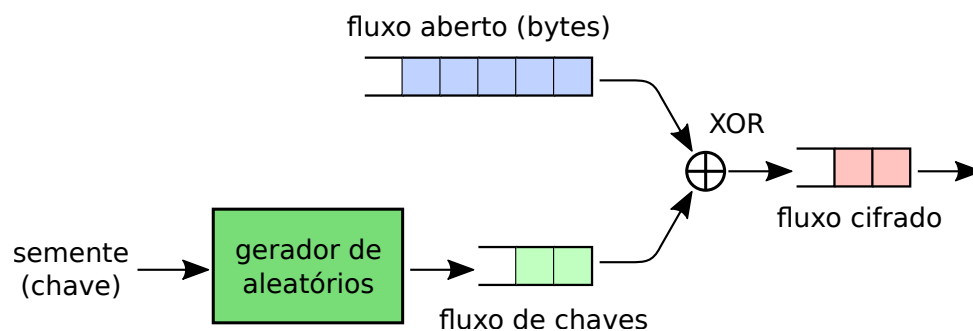 fluxo aberto (bytes)
XOR
fluxo cifrado
semente
(chave)
gerador de
aleatórios
fluxo de chaves